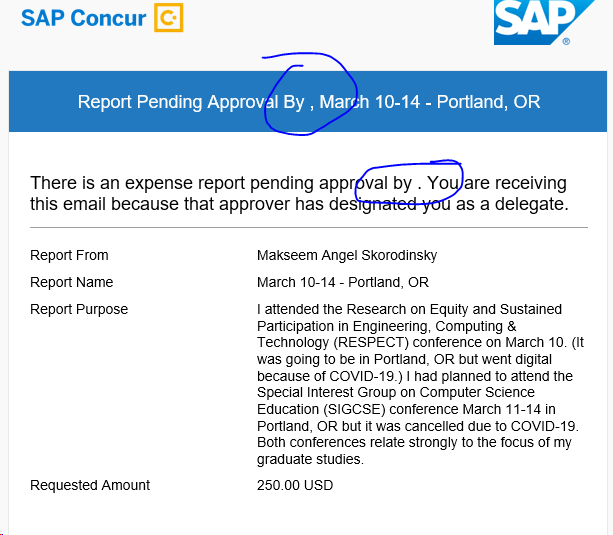 SAP Concur C.
SAP ®
Report Pending Approval By , March 10-14 - Portland, OR
There is an expense report pending approval by . You are receiving
this email because that approver has designated you as a delegate.
Report From Makseem Angel Skorodinsky
Report Name March 10-14 - Portland, OR
Report Purpose I attended the Research on Equity and Sustained
Participation in Engineering, Computing &
Technology (RESPECT) conference on March 10. (It
was going to be in Portland, OR but went digital
because of COVID-19.) I had planned to attend the
Special Interest Group on Computer Science
Education (SIGCSE) conference March 11-14 in
Portland, OR but it was cancelled due to COVID-19.
Both conferences relate strongly to the focus of my
graduate studies.
Requested Amount 250.00 USD